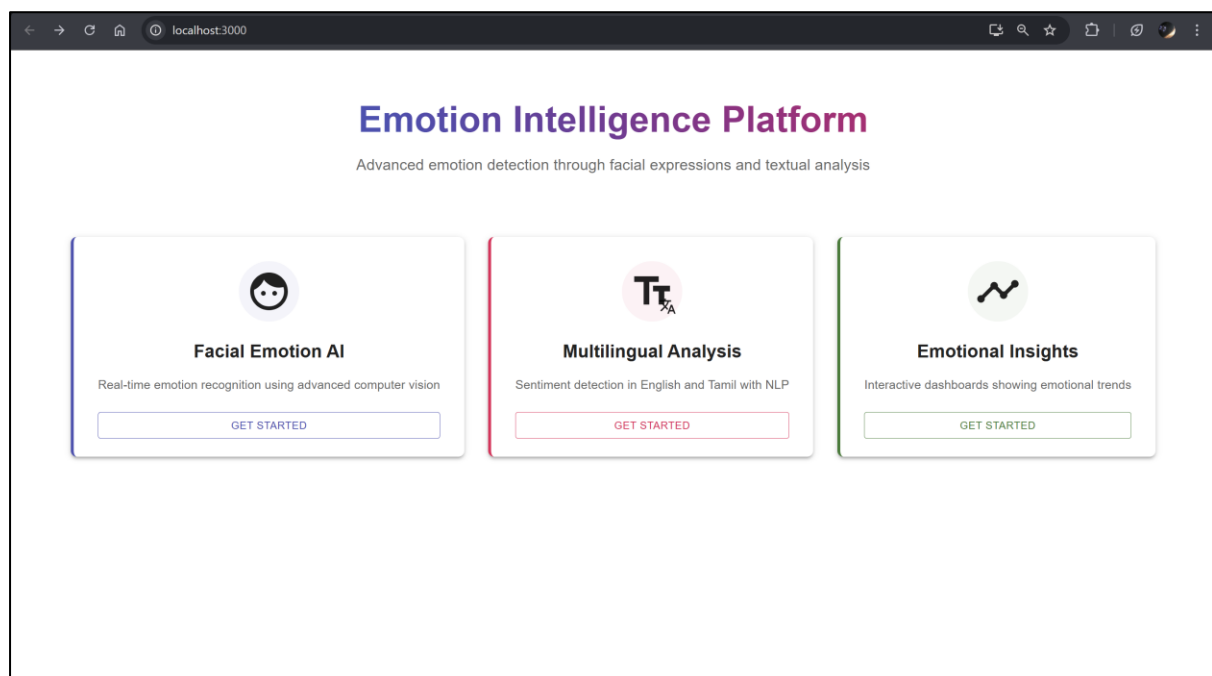 localhost:3000
Emotion Intelligence Platform
Advanced emotion detection through facial expressions and textual analysis
Facial Emotion AI
Real-time emotion recognition using advanced computer vision
GET STARTED
Multilingual Analysis
Sentiment detection in English and Tamil with NLP
GET STARTED
Emotional Insights
Interactive dashboards showing emotional trends
GET STARTED